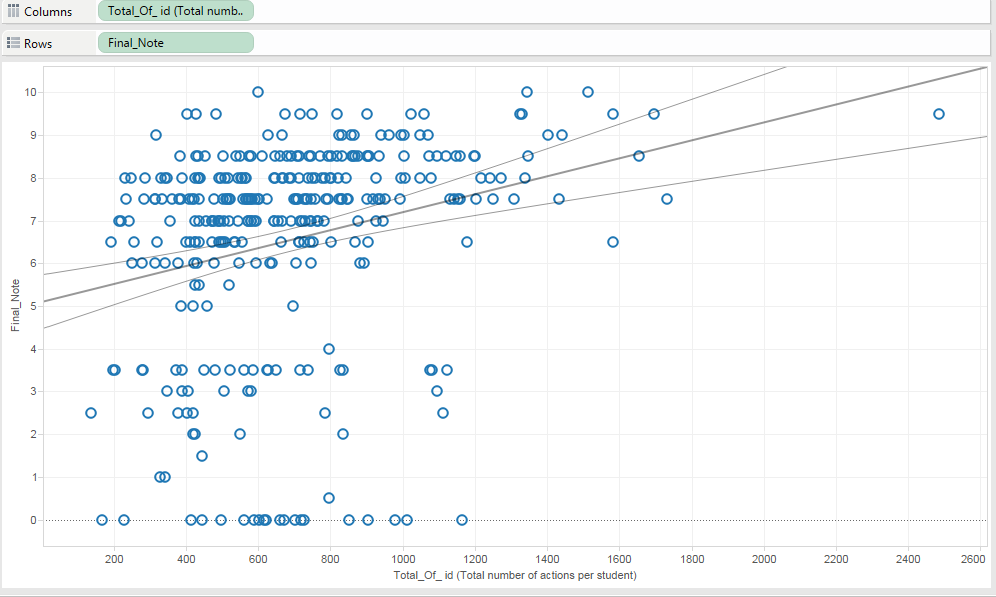 Columns Total_Of_ id (Total numb..
Rows Final_Note
10
9
8
7
6
5
4
3
2
1
0
Final_Note
200 400 600 800 1000 1200 1400 1600 1800 2000 2200 2400 2600
Total_Of_ id (Total number of actions per student)